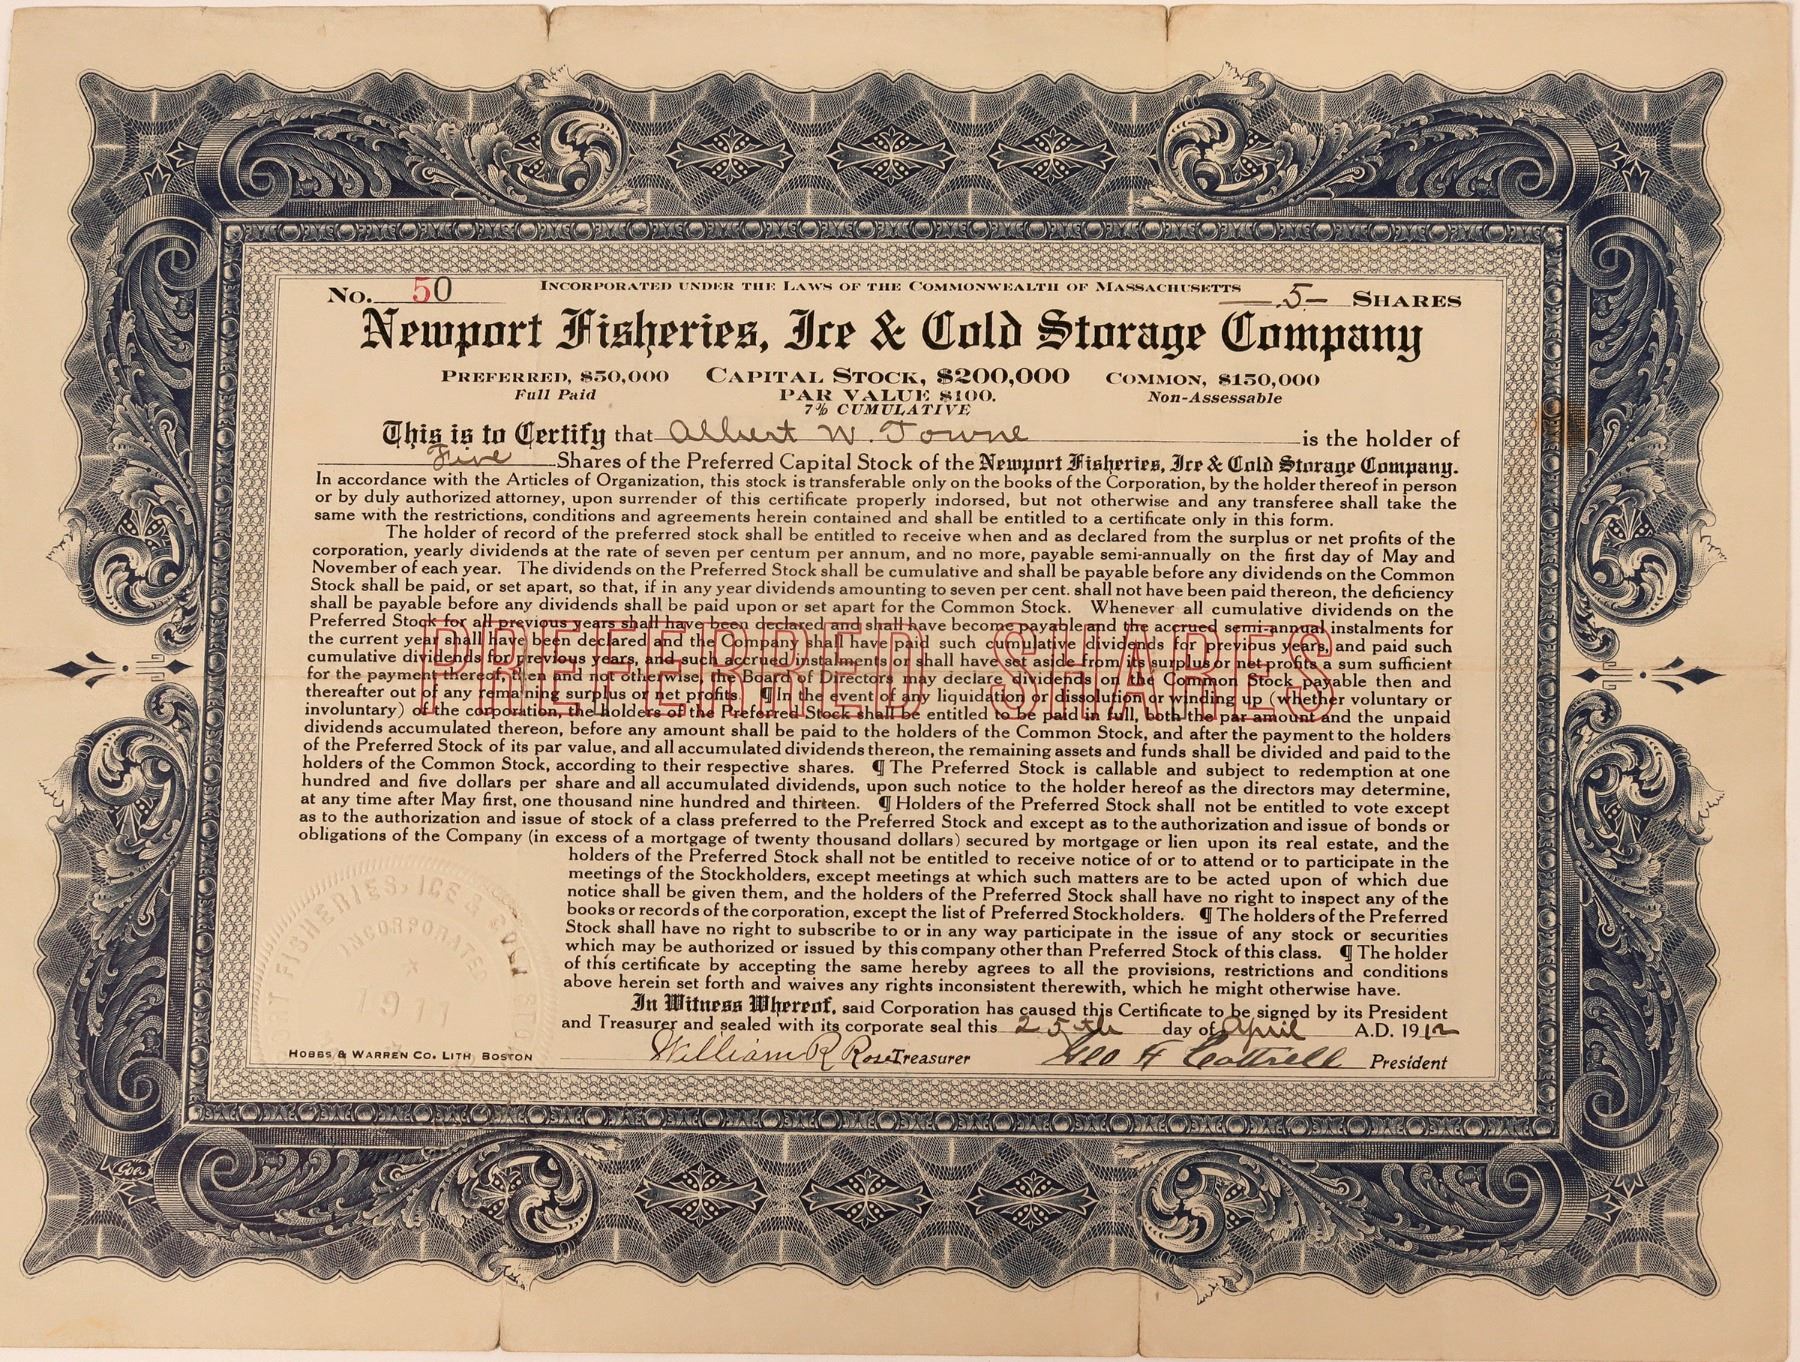 INCORPORATED UNDER THE LAWS OF THE COMMONWEALTH OF MASSACHUSETTS
No. 50
5 SHARES
Newport Fisheries, Ice & Cold Storage Company
PREFERRED, $50,000 CAPITAL STOCK, $200,000 COMMON, $150,000
Full Paid PAR VALUE $100. Non-Assessable
7% CUMULATIVE
This is to Certify that Albert W. Towne is the holder of
Five Shares of the Preferred Capital Stock of the Newport Fisheries, Ice & Cold Storage Company.
In accordance with the Articles of Organization, this stock is transferable only on the books of the Corporation, by the holder thereof in person
or by duly authorized attorney, upon surrender of this certificate properly indorsed, but not otherwise and any transferee shall take the
same with the restrictions, conditions and agreements herein contained and shall be entitled to a certificate only in this form.
The holder of record of the preferred stock shall be entitled to receive when and as declared from the surplus or net profits of the
corporation, yearly dividends at the rate of seven per centum per annum, and no more, payable semi-annually on the first day of May and
November of each year. The dividends on the Preferred Stock shall be cumulative and shall be payable before any dividends on the Common
Stock shall be paid, or set apart, so that, if in any year dividends amounting to seven per cent. shall not have been paid thereon, the deficiency
shall be payable before any dividends shall be paid upon or set apart for the Common Stock. Whenever all cumulative dividends on the
Preferred Stock for all previous years shall have been declared and shall have become payable and the accrued semi-annual instalments for
the current year shall have been declared and the Company shall have paid such cumulative dividends for previous years, and paid such
cumulative dividends for previous years, and such accrued instalments or shall have set aside from its surplus or net profits a sum sufficient
for the payment thereof, then and not otherwise, the Board of Directors may declare dividends on the Common Stock payable then and
thereafter out of any remaining surplus or net profits. ¶ In the event of any liquidation or dissolution or winding up (whether voluntary or
involuntary) of the corporation, the holders of the Preferred Stock shall be entitled to be paid in full, both the par amount and the unpaid
dividends accumulated thereon, before any amount shall be paid to the holders of the Common Stock, and after the payment to the holders
of the Preferred Stock of its par value, and all accumulated dividends thereon, the remaining assets and funds shall be divided and paid to the
holders of the Common Stock, according to their respective shares. ¶ The Preferred Stock is callable and subject to redemption at one
hundred and five dollars per share and all accumulated dividends, upon such notice to the holder hereof as the directors may determine,
at any time after May first, one thousand nine hundred and thirteen. ¶ Holders of the Preferred Stock shall not be entitled to vote except
as to the authorization and issue of stock of a class preferred to the Preferred Stock and except as to the authorization and issue of bonds or
obligations of the Company (in excess of a mortgage of twenty thousand dollars) secured by mortgage or lien upon its real estate, and the
holders of the Preferred Stock shall not be entitled to receive notice of or to attend or to participate in the
meetings of the Stockholders, except meetings at which such matters are to be acted upon of which due
notice shall be given them, and the holders of the Preferred Stock shall have no right to inspect any of the
books or records of the corporation, except the list of Preferred Stockholders. ¶ The holders of the Preferred
Stock shall have no right to subscribe to or in any way participate in the issue of any stock or securities
which may be authorized or issued by this company other than Preferred Stock of this class. ¶ The holder
of this certificate by accepting the same hereby agrees to all the provisions, restrictions and conditions
above herein set forth and waives any rights inconsistent therewith, which he might otherwise have.
In Witness Whereof, said Corporation has caused this Certificate to be signed by its President
and Treasurer and sealed with its corporate seal this 25th day of April A.D. 1912
William R Rose Treasurer Geo H Cottrell President
HOBBS & WARREN CO. LITH BOSTON
PREFERRED SHARES
FISHERIES, ICE & COLD
INCORPORATED
1911